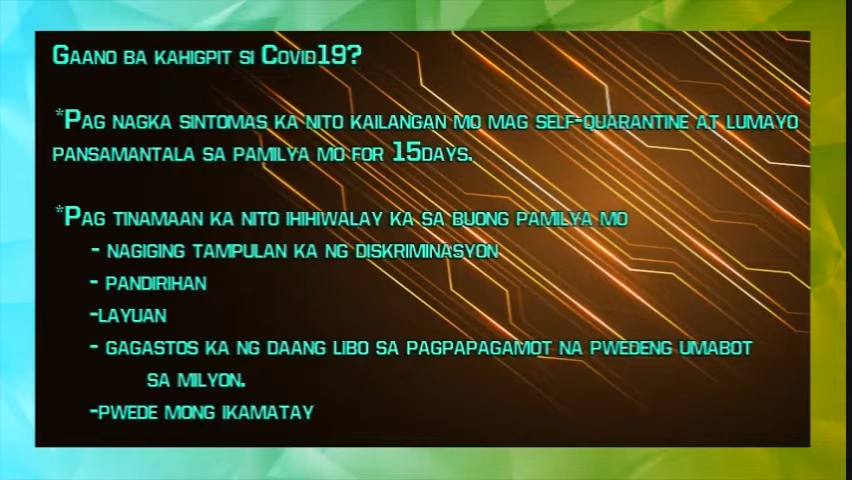 Gaano ba kahigpit si Covid19?
*Pag nagka sintomas ka nito kailangan mo mag self-quarantine at lumayo
pansamantala sa pamilya mo for 15days.
*Pag tinamaan ka nito ihihiwalay ka sa buong pamilya mo
- nagiging tampulan ka ng diskriminasyon
- pandirihan
-layuan
- gagastos ka ng daang libo sa pagpapagamot na pwedeng umabot
sa milyon.
-pwede mong ikamatay